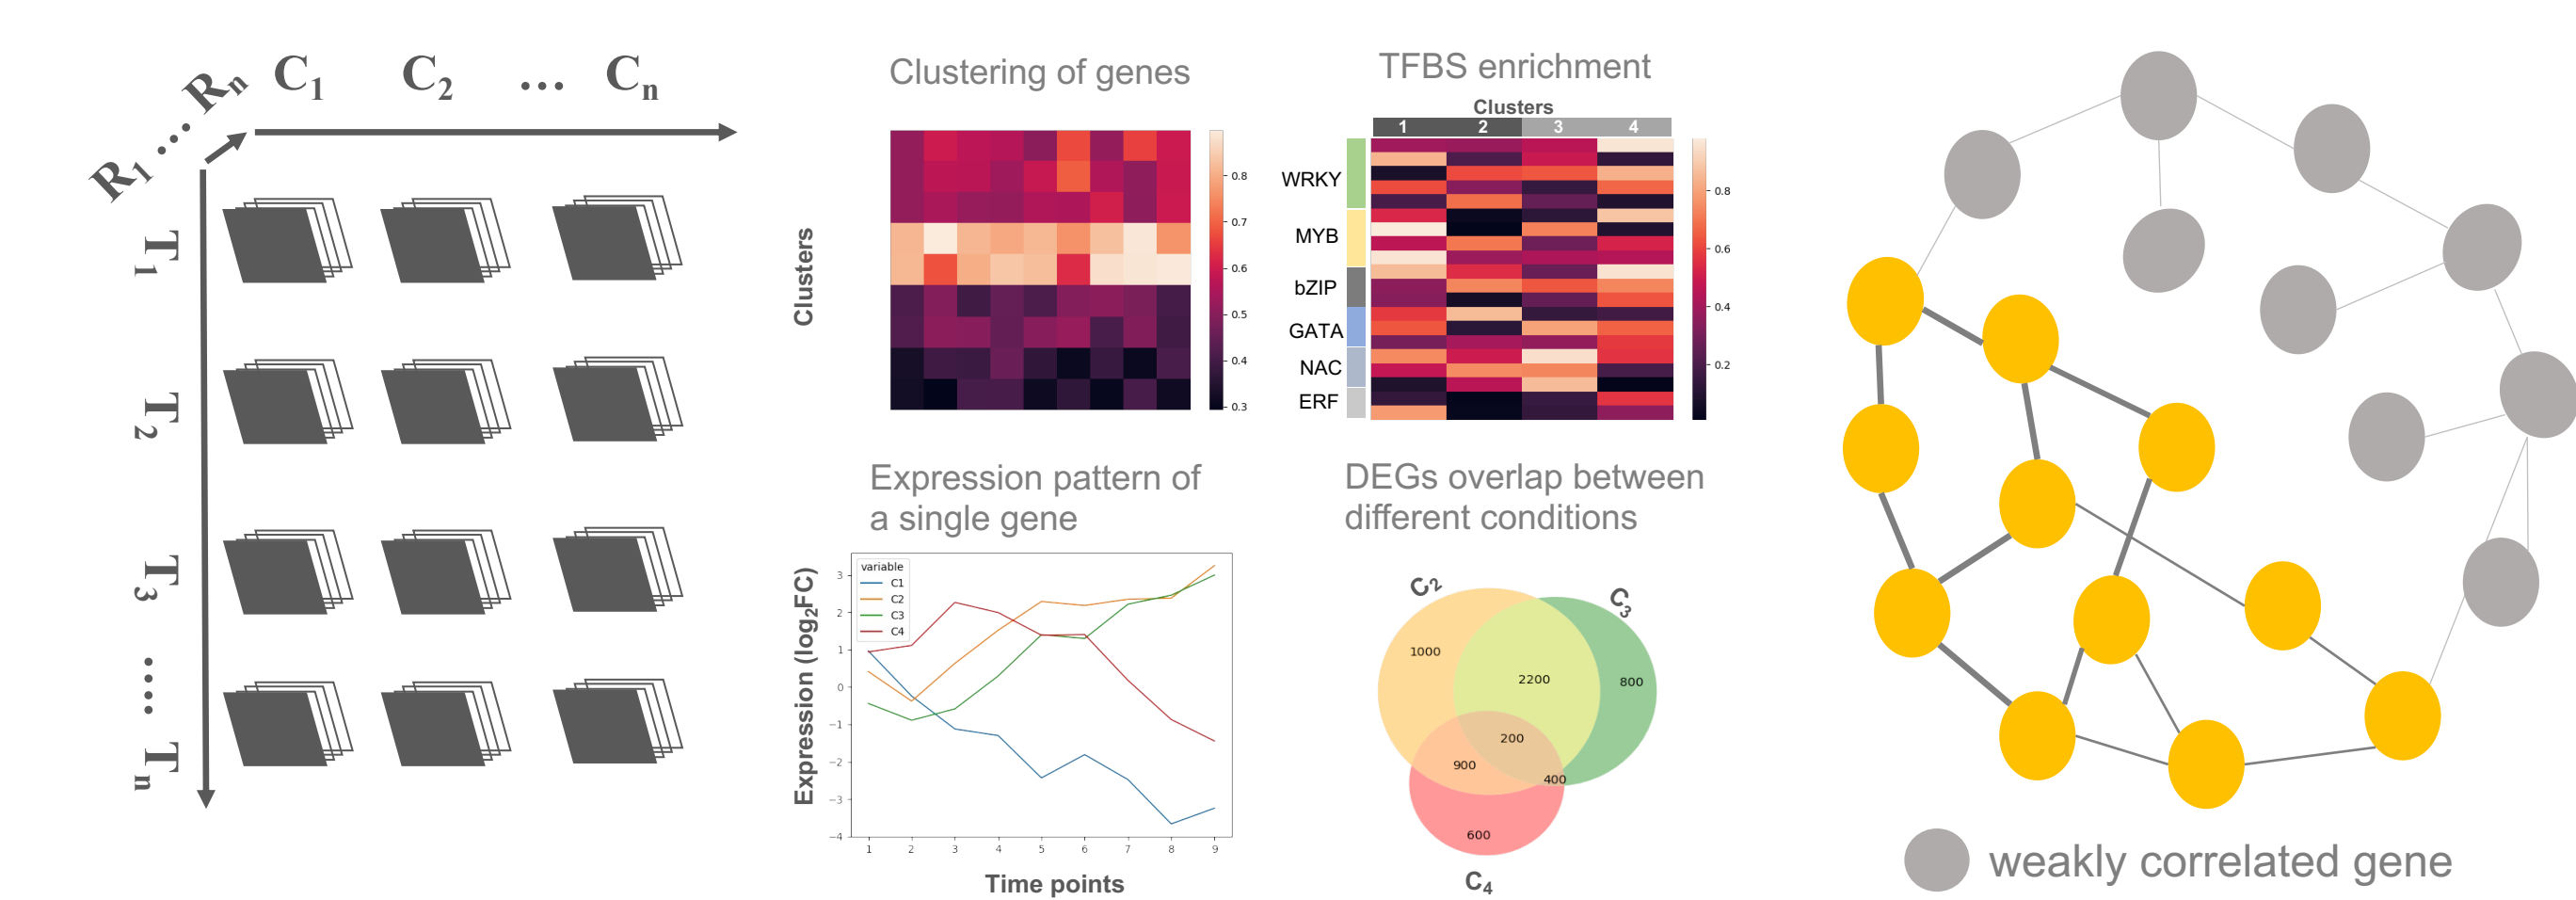 R1 ... Rn
C1 C2 ... Cn
T1
T2
T3
....
Tn
Clustering of genes
Clusters
0.8
0.7
0.6
0.5
0.4
0.3
TFBS enrichment
Clusters
1 2 3 4
WRKY
MYB
bZIP
GATA
NAC
ERF
0.8
0.6
0.4
0.2
Expression pattern of
a single gene
Expression (log2FC)
variable
C1
C2
C3
C4
3
2
1
0
−1
−2
−3
−4
1 2 3 4 5 6 7 8 9
Time points
DEGs overlap between
different conditions
C2
C3
1000
2200
800
200
900
400
600
C4
weakly correlated gene